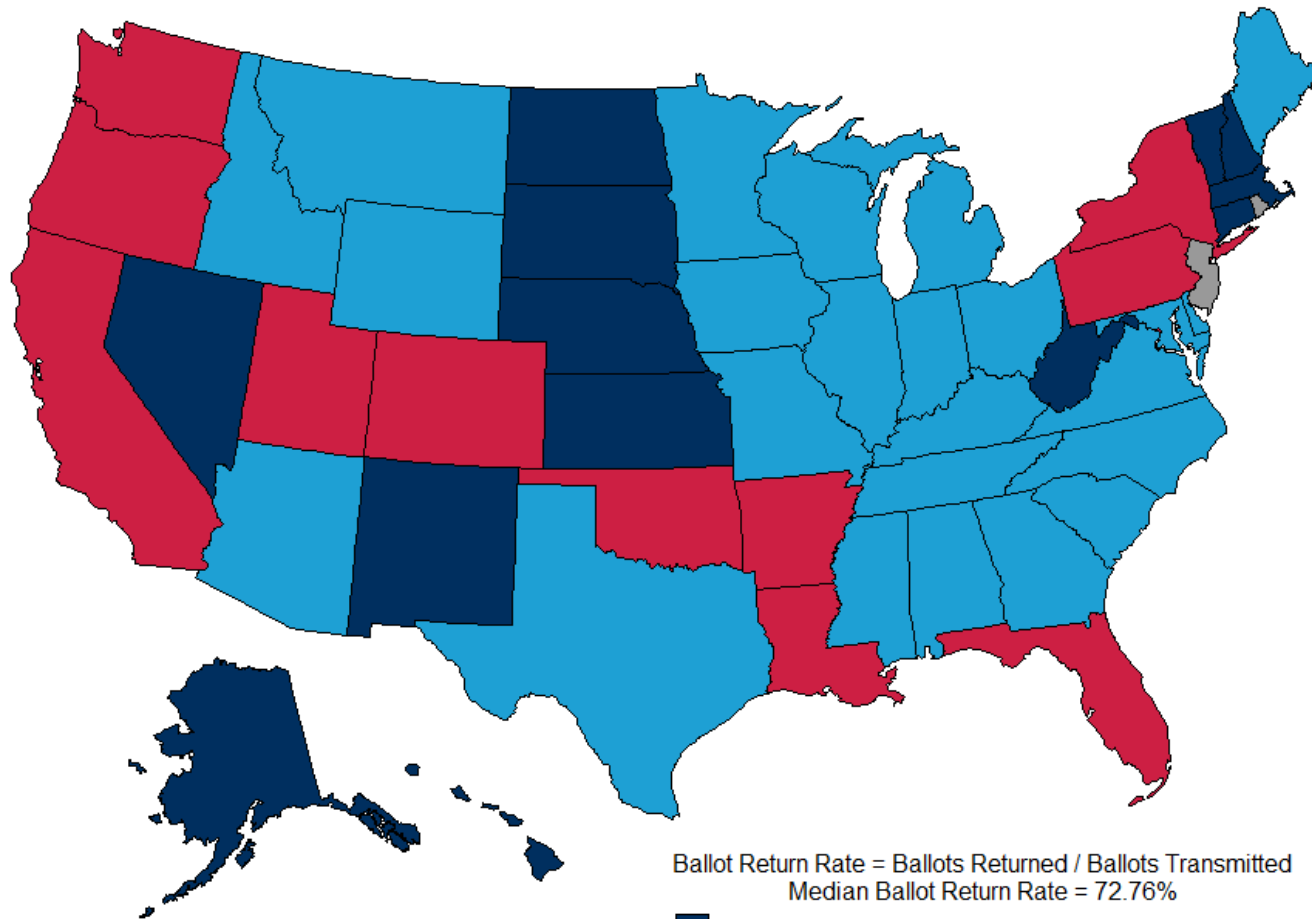 Ballot Return Rate = Ballots Returned / Ballots Transmitted
Median Ballot Return Rate = 72.76%